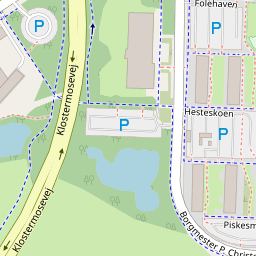 Folehaven
P
P
Klostermosevej
Hesteskoen
P
P
Klostermosevej
P
Borgmester P. Christ
Piskesm